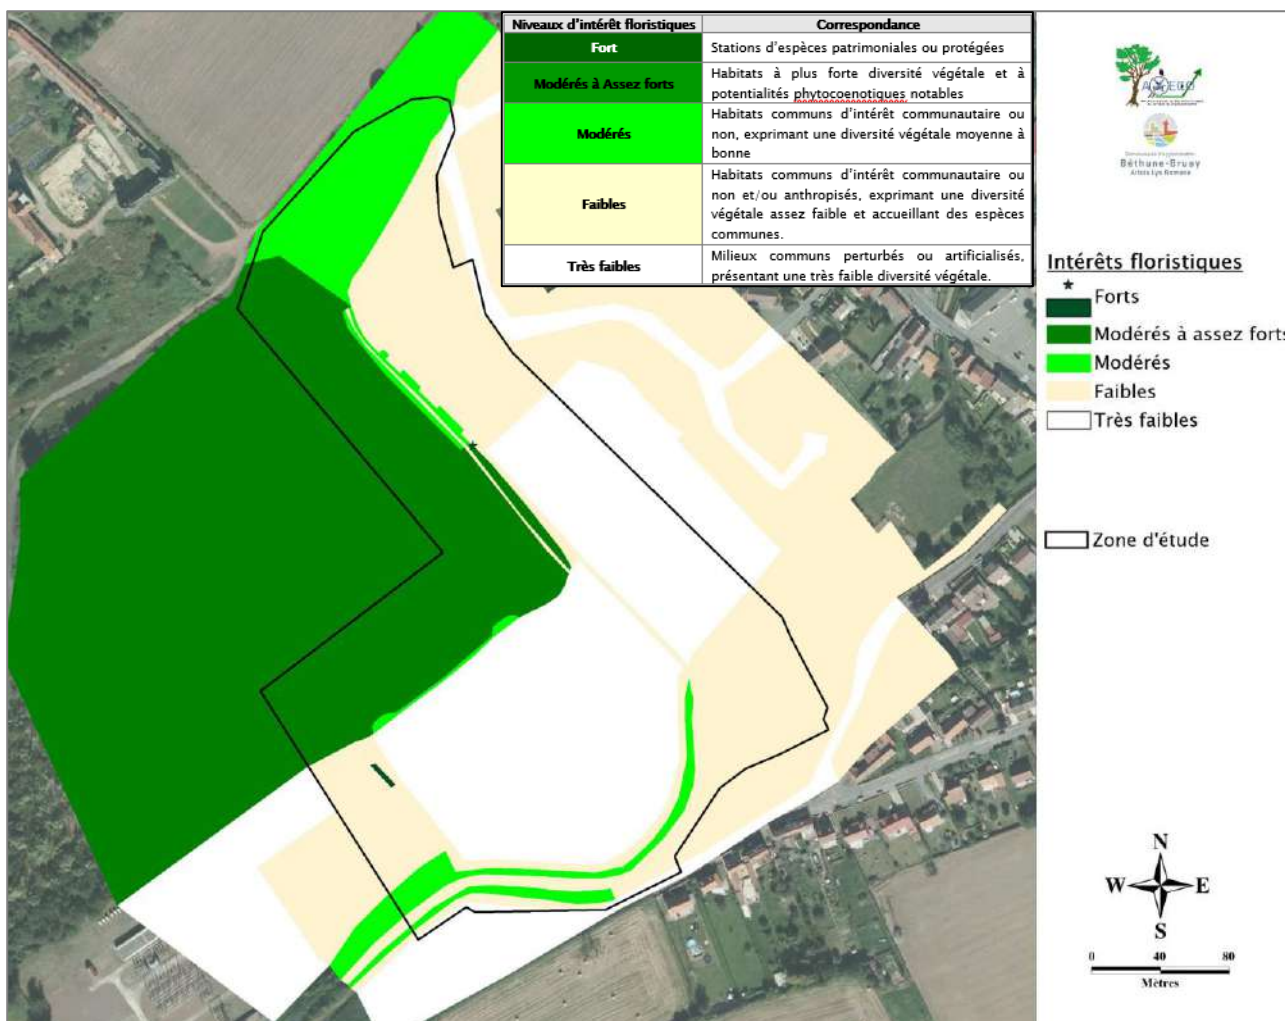 Niveaux d'intérêt floristiques Correspondance
Fort Stations d'espèces patrimoniales ou protégées
Modérés à Assez forts Habitats à plus forte diversité végétale et à
potentialités phytocoenotiques notables
Modérés Habitats communs d'intérêt communautaire ou
non, exprimant une diversité végétale moyenne à
bonne
Faibles Habitats communs d'intérêt communautaire ou
non et/ou anthropisés, exprimant une diversité
végétale assez faible et accueillant des espèces
communes.
Très faibles Milieux communs perturbés ou artificialisés,
présentant une très faible diversité végétale.
Béthune-Bruay
Artois Lys Romane
Intérêts floristiques
Forts
Modérés à assez forts
Modérés
Faibles
Très faibles
Zone d'étude
N
W E
S
0 40 80
Mètres